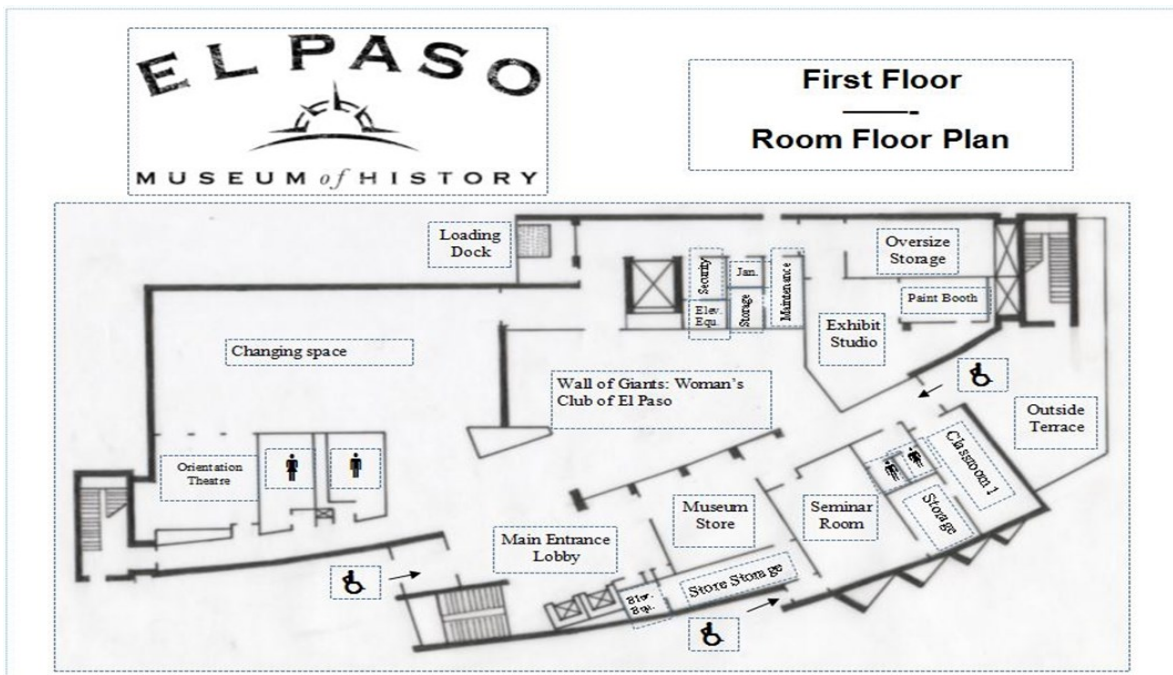 EL PASO
MUSEUM of HISTORY
First Floor
——-
Room Floor Plan
Loading
Dock
Security
Jan.
Elev.
Equ.
Storage
Maintenance
Oversize
Storage
Paint Booth
Exhibit
Studio
Changing space
Wall of Giants: Woman's
Club of El Paso
Outside
Terrace
Orientation
Theatre
Classroom 1
Storage
Museum
Store
Seminar
Room
Main Entrance
Lobby
Store Storage
Elev.
Equ.